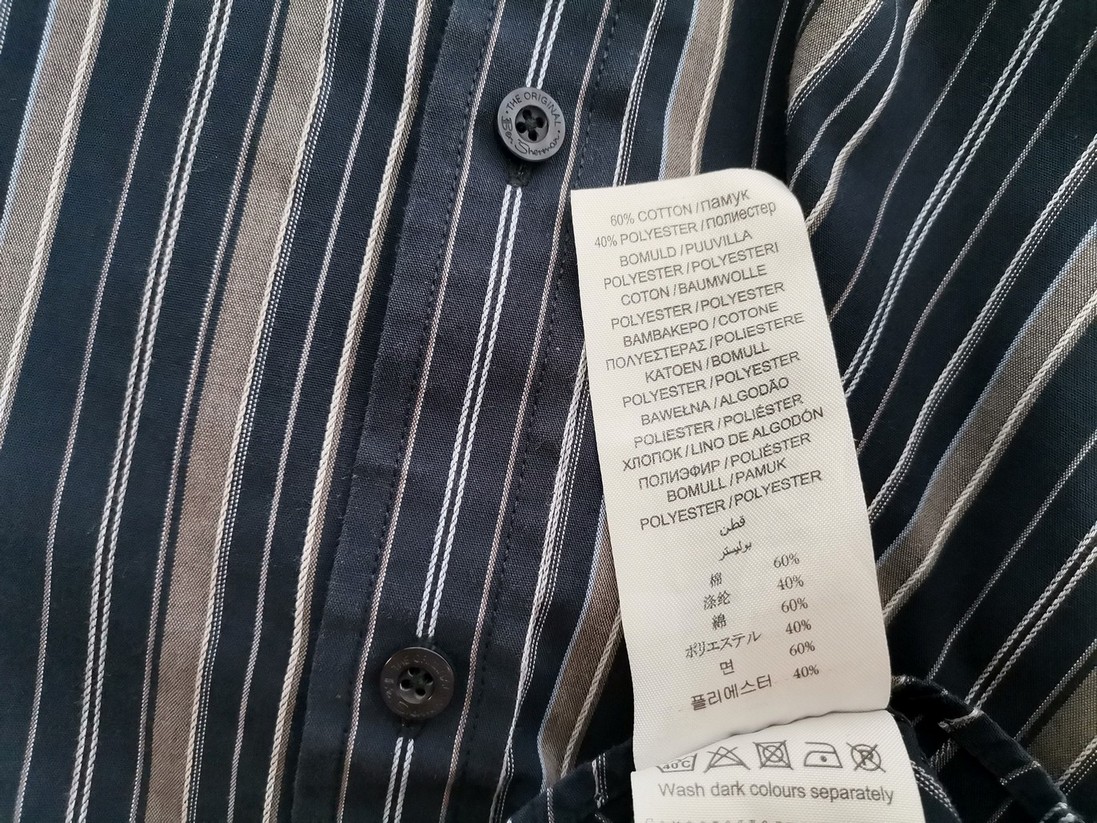 THE ORIGINAL
Ben Sherman
60% COTTON / ПАМУК
40% POLYESTER / ПОЛИЕСТЕР
BOMULD / PUUVILLA
POLYESTER / POLYESTERI
COTON / BAUMWOLLE
POLYESTER / POLYESTER
BAMBAKEPO / COTONE
ΠΟΛΥΕΣΤΕΡΑΣ / POLIESTERE
KATOEN / BOMULL
POLYESTER / POLYESTER
BAWEŁNA / ALGODÃO
POLIESTER / POLIÉSTER
ХЛОПОК / LINO DE ALGODÓN
ПОЛИЭФИР / POLIÉSTER
BOMULL / PAMUK
POLYESTER / POLYESTER
قطن
بوليستر
棉 60%
涤纶 40%
綿 60%
ポリエステル 40%
면 60%
폴리에스터 40%
40°C
Wash dark colours separately